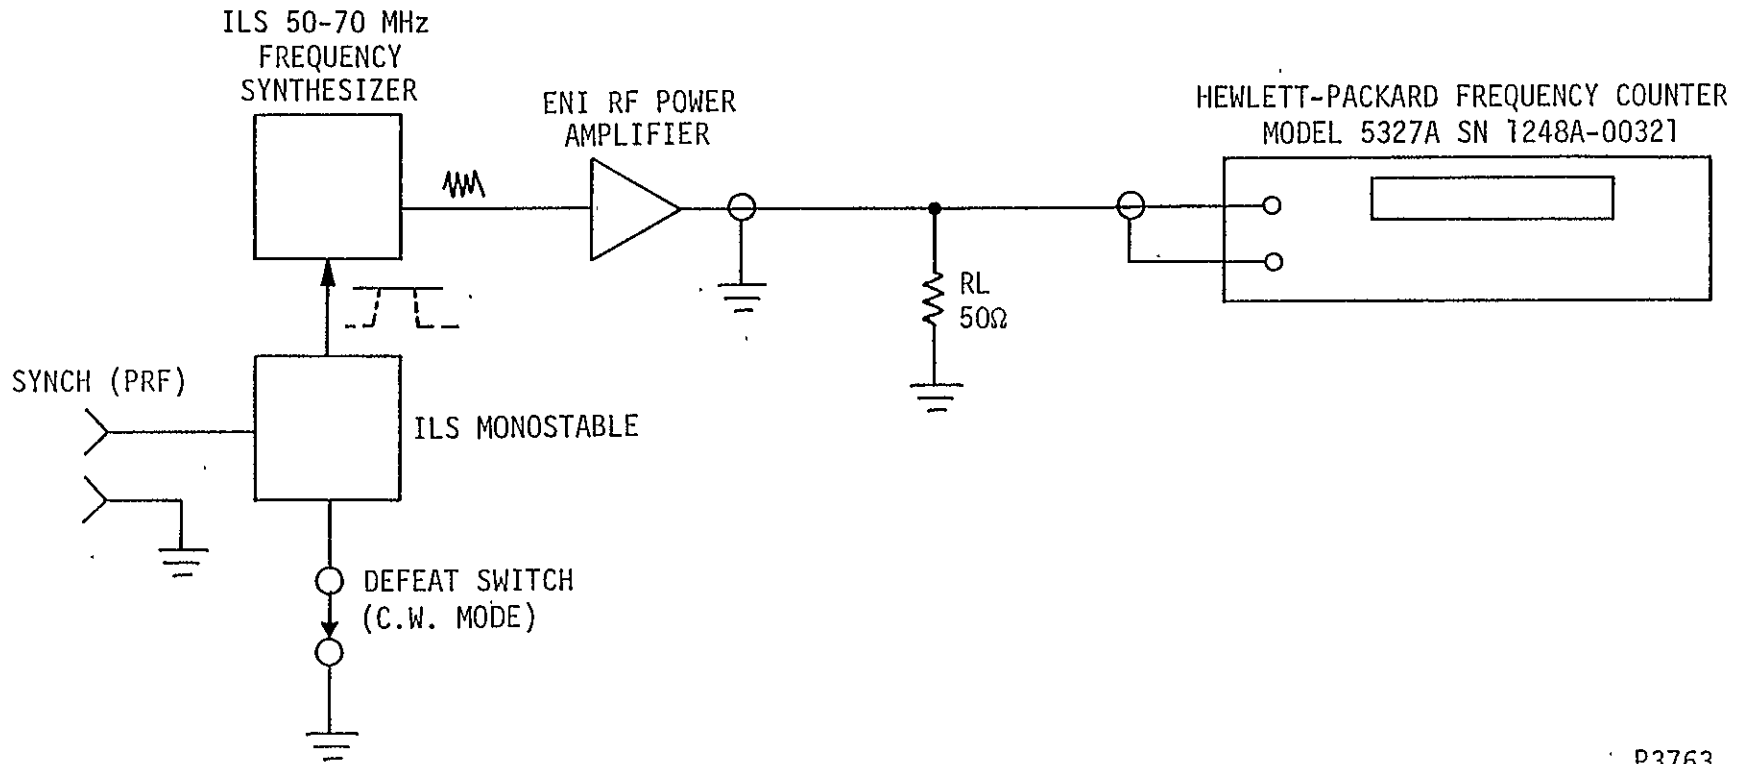 ILS 50-70 MHz
FREQUENCY
SYNTHESIZER
ENI RF POWER
AMPLIFIER
HEWLETT-PACKARD FREQUENCY COUNTER
MODEL 5327A SN 1248A-00321
RL
50Ω
SYNCH (PRF)
ILS MONOSTABLE
DEFEAT SWITCH
(C.W. MODE)
P3763